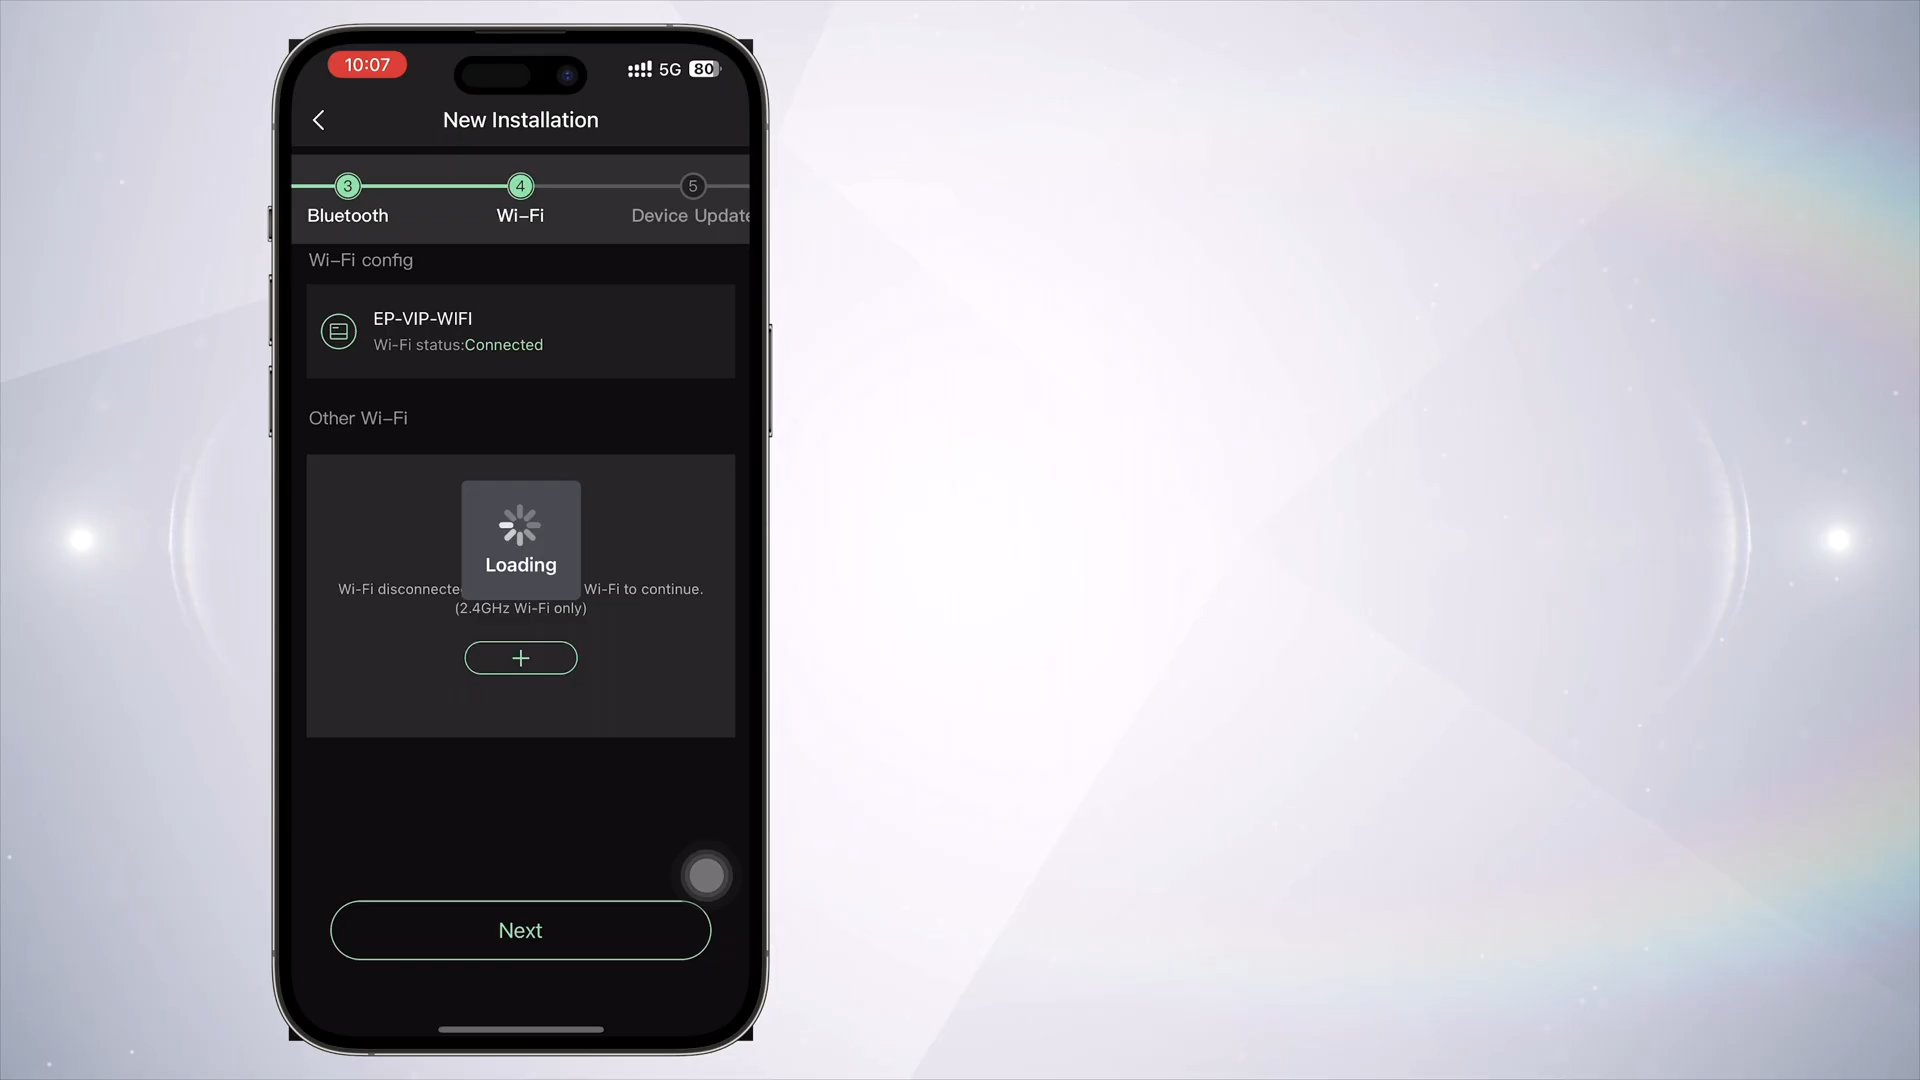 10:07
5G 80
New Installation
3 4 5
Bluetooth Wi-Fi Device Update
Wi-Fi config
EP-VIP-WIFI
Wi-Fi status:Connected
Other Wi-Fi
Loading
Wi-Fi disconnecte Wi-Fi to continue.
(2.4GHz Wi-Fi only)
Next